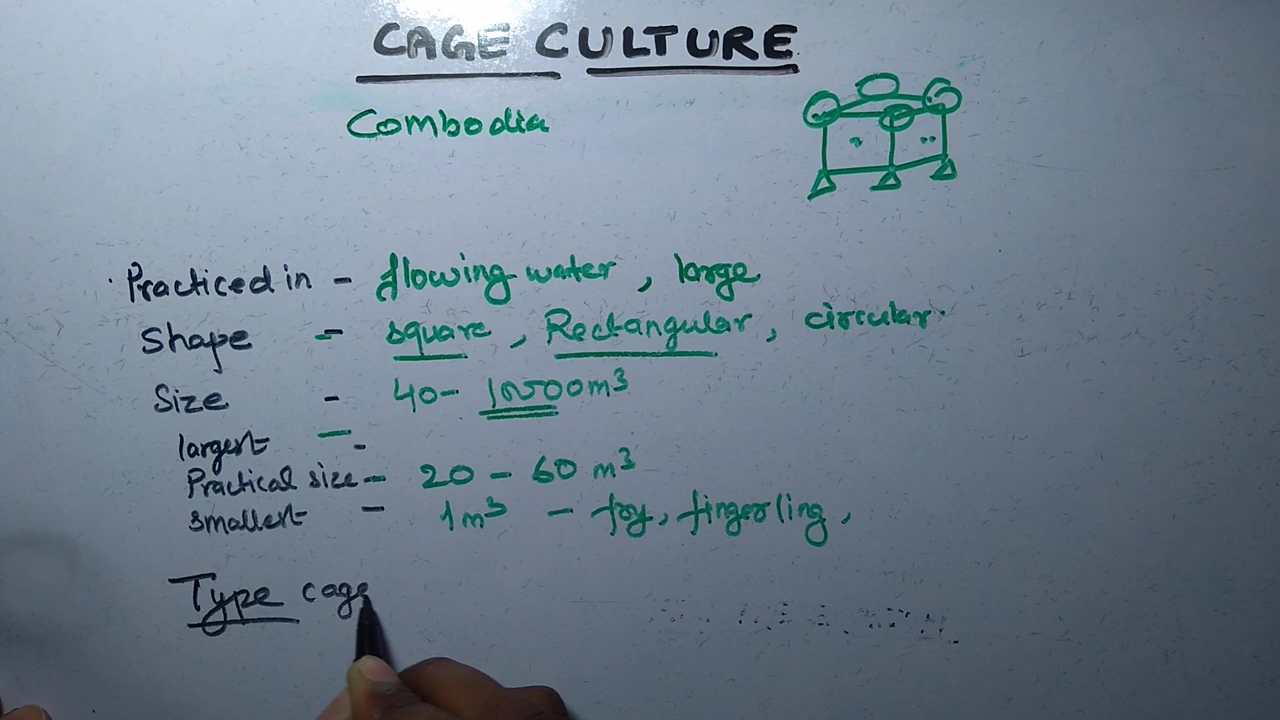 CAGE CULTURE
Combodia
Practiced in - flowing water, large
Shape - square, Rectangular, circular.
Size - 40- 10000m³
largest -
Practical size - 20 - 60 m³
smallest - 1m³ - fry, fingerling,
Type cage